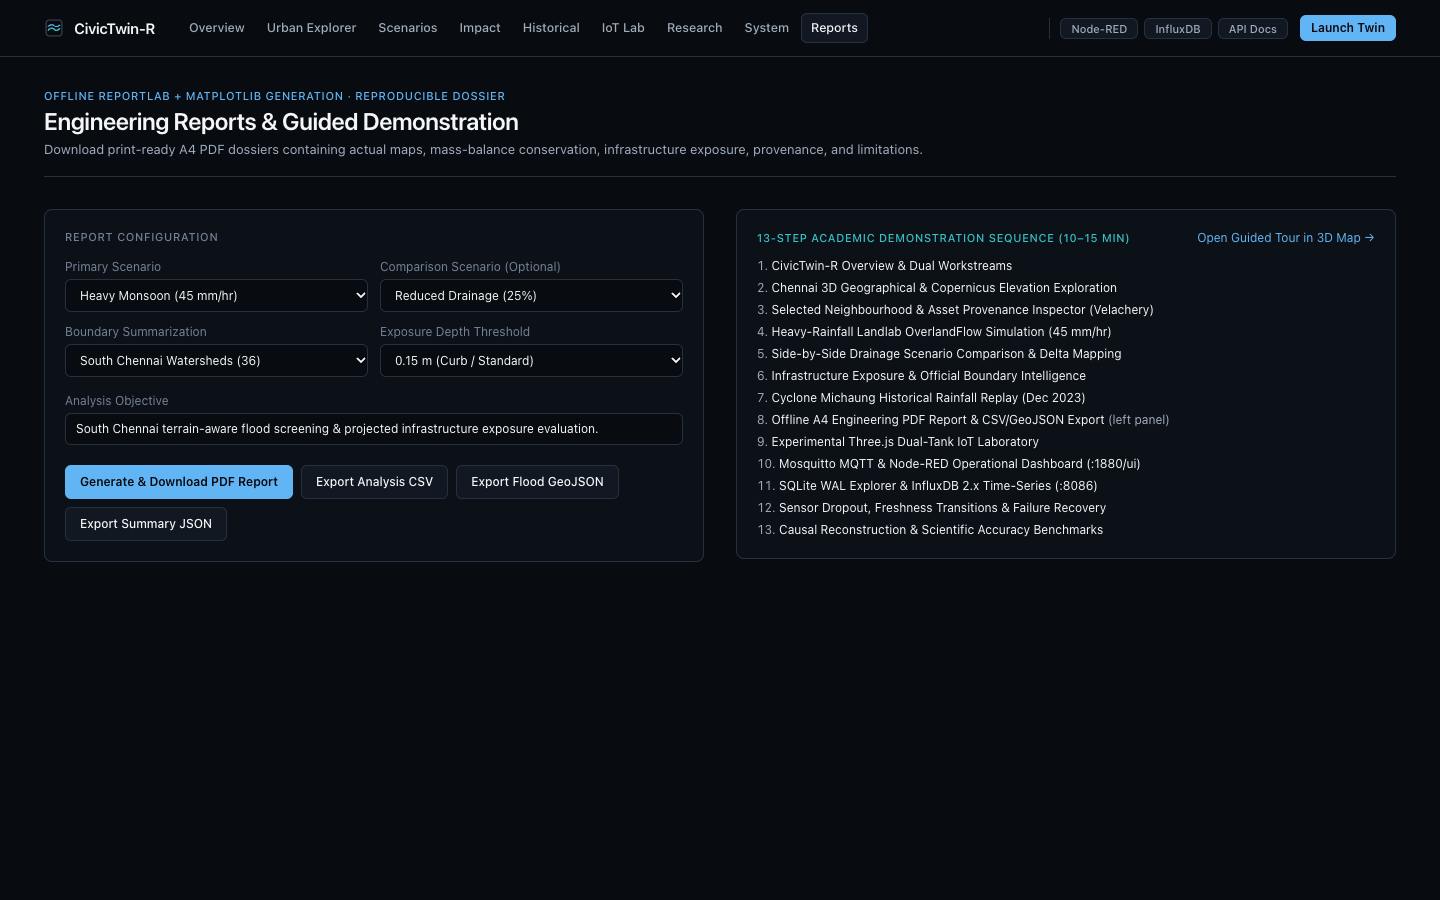 CivicTwin-R
Overview
Urban Explorer
Scenarios
Impact
Historical
IoT Lab
Research
System
Reports
Node-RED
InfluxDB
API Docs
Launch Twin
OFFLINE REPORTLAB + MATPLOTLIB GENERATION · REPRODUCIBLE DOSSIER
Engineering Reports & Guided Demonstration
Download print-ready A4 PDF dossiers containing actual maps, mass-balance conservation, infrastructure exposure, provenance, and limitations.
REPORT CONFIGURATION
Primary Scenario
Heavy Monsoon (45 mm/hr)
Comparison Scenario (Optional)
Reduced Drainage (25%)
Boundary Summarization
South Chennai Watersheds (36)
Exposure Depth Threshold
0.15 m (Curb / Standard)
Analysis Objective
South Chennai terrain-aware flood screening & projected infrastructure exposure evaluation.
Generate & Download PDF Report
Export Analysis CSV
Export Flood GeoJSON
Export Summary JSON
13-STEP ACADEMIC DEMONSTRATION SEQUENCE (10–15 MIN)
Open Guided Tour in 3D Map →
1. CivicTwin-R Overview & Dual Workstreams
2. Chennai 3D Geographical & Copernicus Elevation Exploration
3. Selected Neighbourhood & Asset Provenance Inspector (Velachery)
4. Heavy-Rainfall Landlab OverlandFlow Simulation (45 mm/hr)
5. Side-by-Side Drainage Scenario Comparison & Delta Mapping
6. Infrastructure Exposure & Official Boundary Intelligence
7. Cyclone Michaung Historical Rainfall Replay (Dec 2023)
8. Offline A4 Engineering PDF Report & CSV/GeoJSON Export (left panel)
9. Experimental Three.js Dual-Tank IoT Laboratory
10. Mosquitto MQTT & Node-RED Operational Dashboard (:1880/ui)
11. SQLite WAL Explorer & InfluxDB 2.x Time-Series (:8086)
12. Sensor Dropout, Freshness Transitions & Failure Recovery
13. Causal Reconstruction & Scientific Accuracy Benchmarks